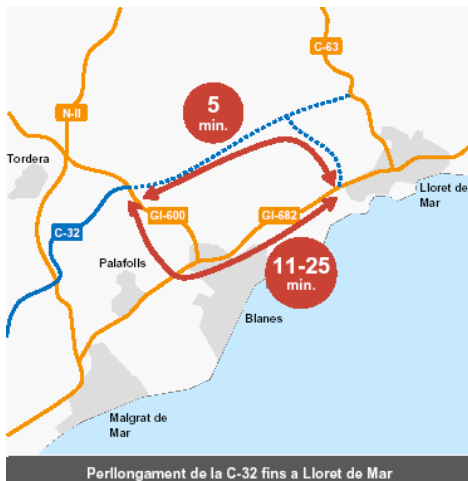 C-63
5
min.
N-II
Tordera
Lloret de
Mar
GI-600
GI-682
C-32
Palafolls
11-25
min.
Blanes
Malgrat de
Mar
Perllongament de la C-32 fins a Lloret de Mar